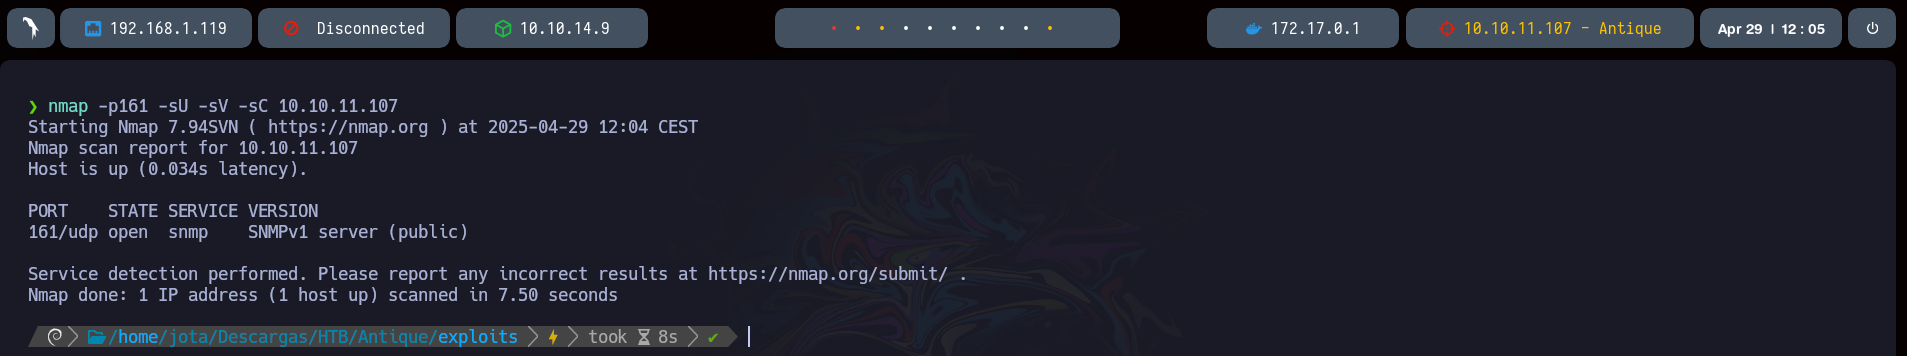 192.168.1.119 Disconnected 10.10.14.9 172.17.0.1 10.10.11.107 - Antique Apr 29 | 12 : 05
❯ nmap -p161 -sU -sV -sC 10.10.11.107
Starting Nmap 7.94SVN ( https://nmap.org ) at 2025-04-29 12:04 CEST
Nmap scan report for 10.10.11.107
Host is up (0.034s latency).
PORT    STATE SERVICE VERSION
161/udp open  snmp    SNMPv1 server (public)
Service detection performed. Please report any incorrect results at https://nmap.org/submit/ .
Nmap done: 1 IP address (1 host up) scanned in 7.50 seconds
/home/jota/Descargas/HTB/Antique/exploits took 8s ✔